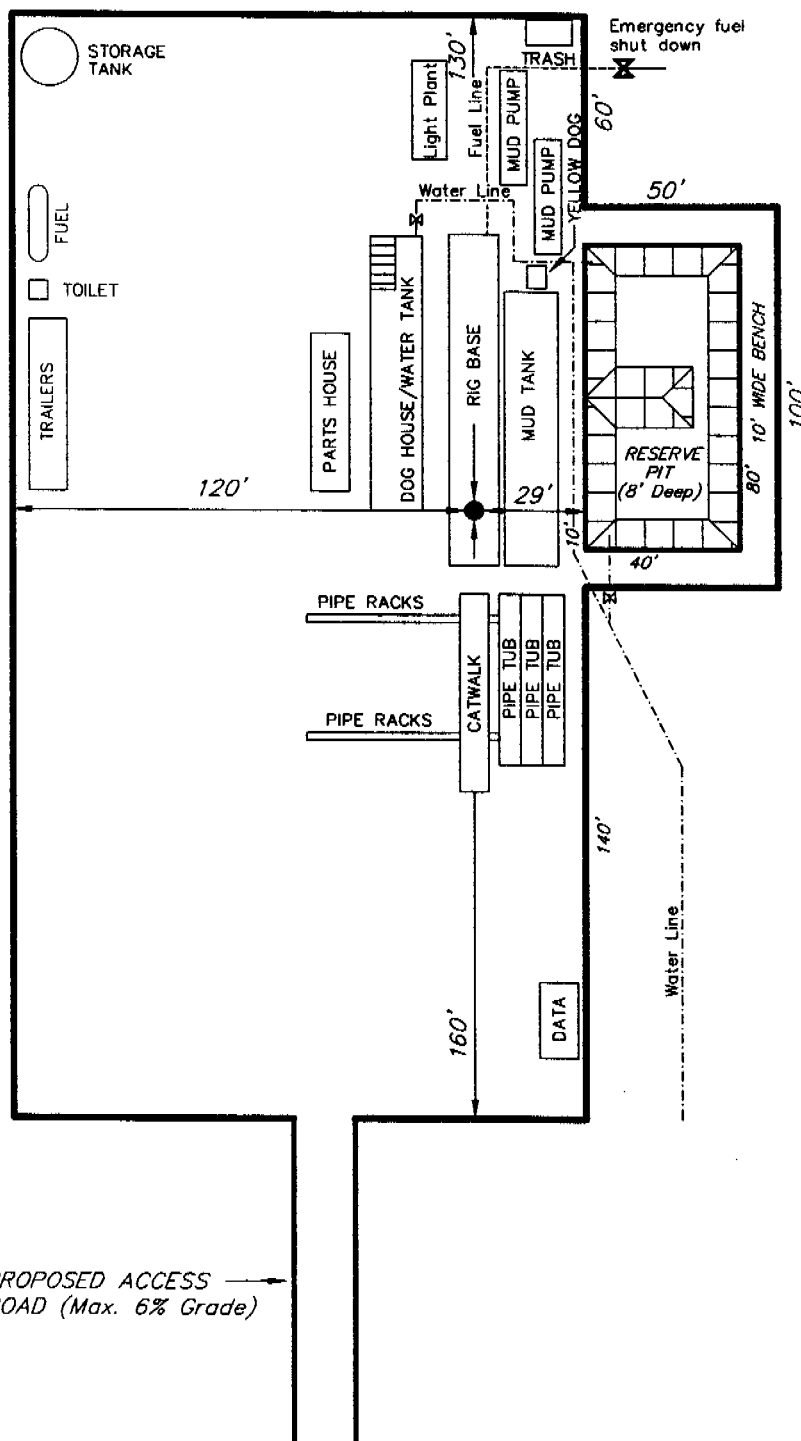 STORAGE
TANK
130'
Light Plant
Fuel Line
TRASH
Emergency fuel
shut down
60'
MUD PUMP
MUD PUMP
YELLOW DOG
50'
Water Line
FUEL
TOILET
TRAILERS
PARTS HOUSE
DOG HOUSE/WATER TANK
RIG BASE
MUD TANK
RESERVE
PIT
(8' Deep)
80'
10' WIDE BENCH
100'
120'
29'
10'
40'
PIPE RACKS
PIPE RACKS
CATWALK
PIPE TUB
PIPE TUB
PIPE TUB
140'
Water Line
160'
DATA
ROPOSED ACCESS
OAD (Max. 6% Grade)